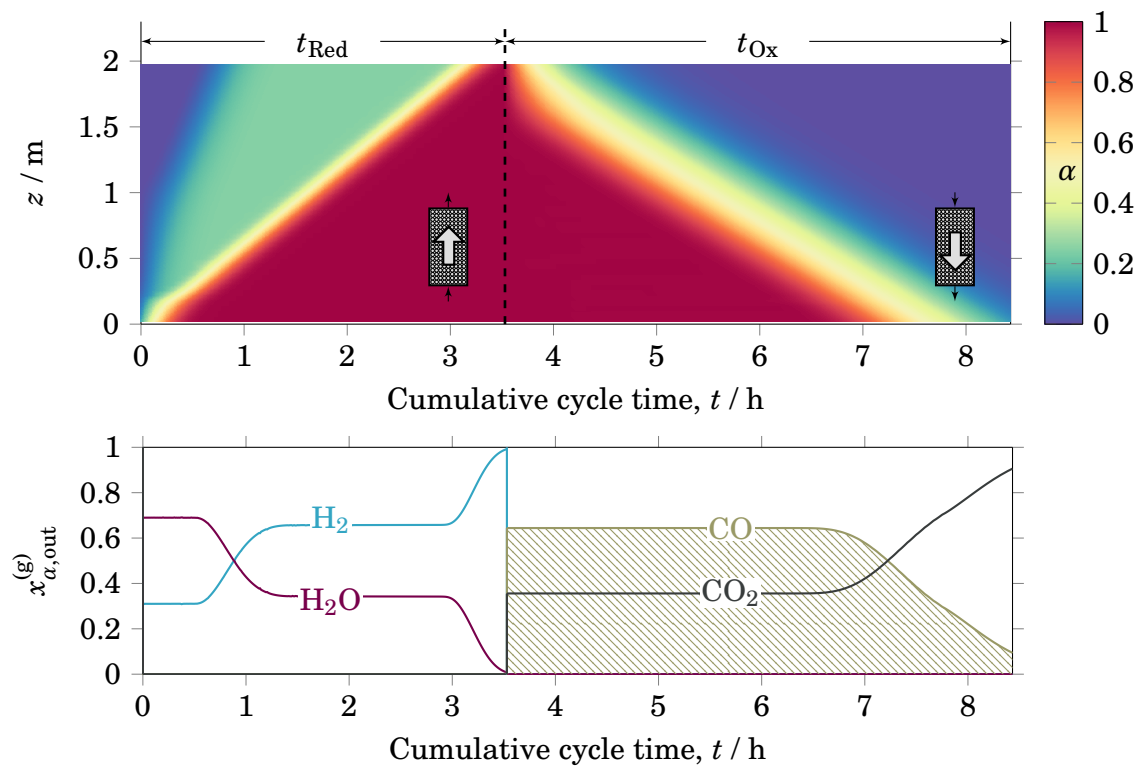 t_Red t_Ox
2
1.5
1
0.5
0
z / m
0 1 2 3 4 5 6 7 8
Cumulative cycle time, t / h
1
0.8
0.6
α
0.4
0.2
0
1
0.8
0.6
0.4
0.2
0
x_{α,out}^{(g)}
H₂
H₂O
CO
CO₂
0 1 2 3 4 5 6 7 8
Cumulative cycle time, t / h